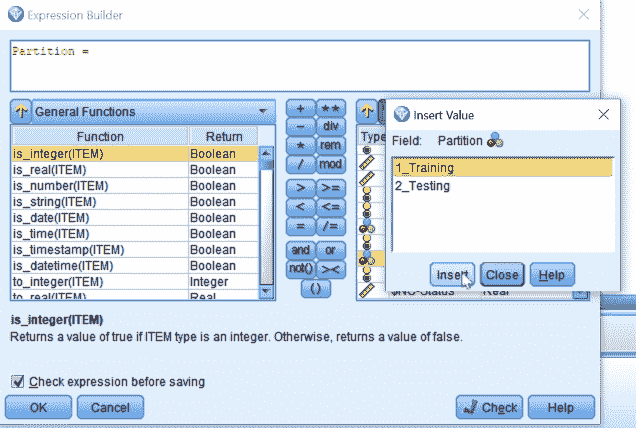 Expression Builder
Partition =
General Functions
Function Return
is_integer(ITEM) Boolean
is_real(ITEM) Boolean
is_number(ITEM) Boolean
is_string(ITEM) Boolean
is_date(ITEM) Boolean
is_time(ITEM) Boolean
is_timestamp(ITEM) Boolean
is_datetime(ITEM) Boolean
to_integer(ITEM) Integer
to_real(ITEM) Real
+ **
- div
* rem
/ mod
> >=
< <=
= /=
and or
not() ><
()
Type
Insert Value
Field: Partition
1_Training
2_Testing
Insert Close Help
$NC-Status Real
is_integer(ITEM)
Returns a value of true if ITEM type is an integer. Otherwise, returns a value of false.
Check expression before saving
OK Cancel Check Help